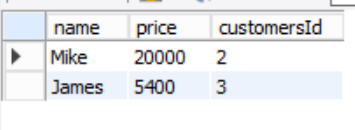 name price customersId
Mike 20000 2
James 5400 3